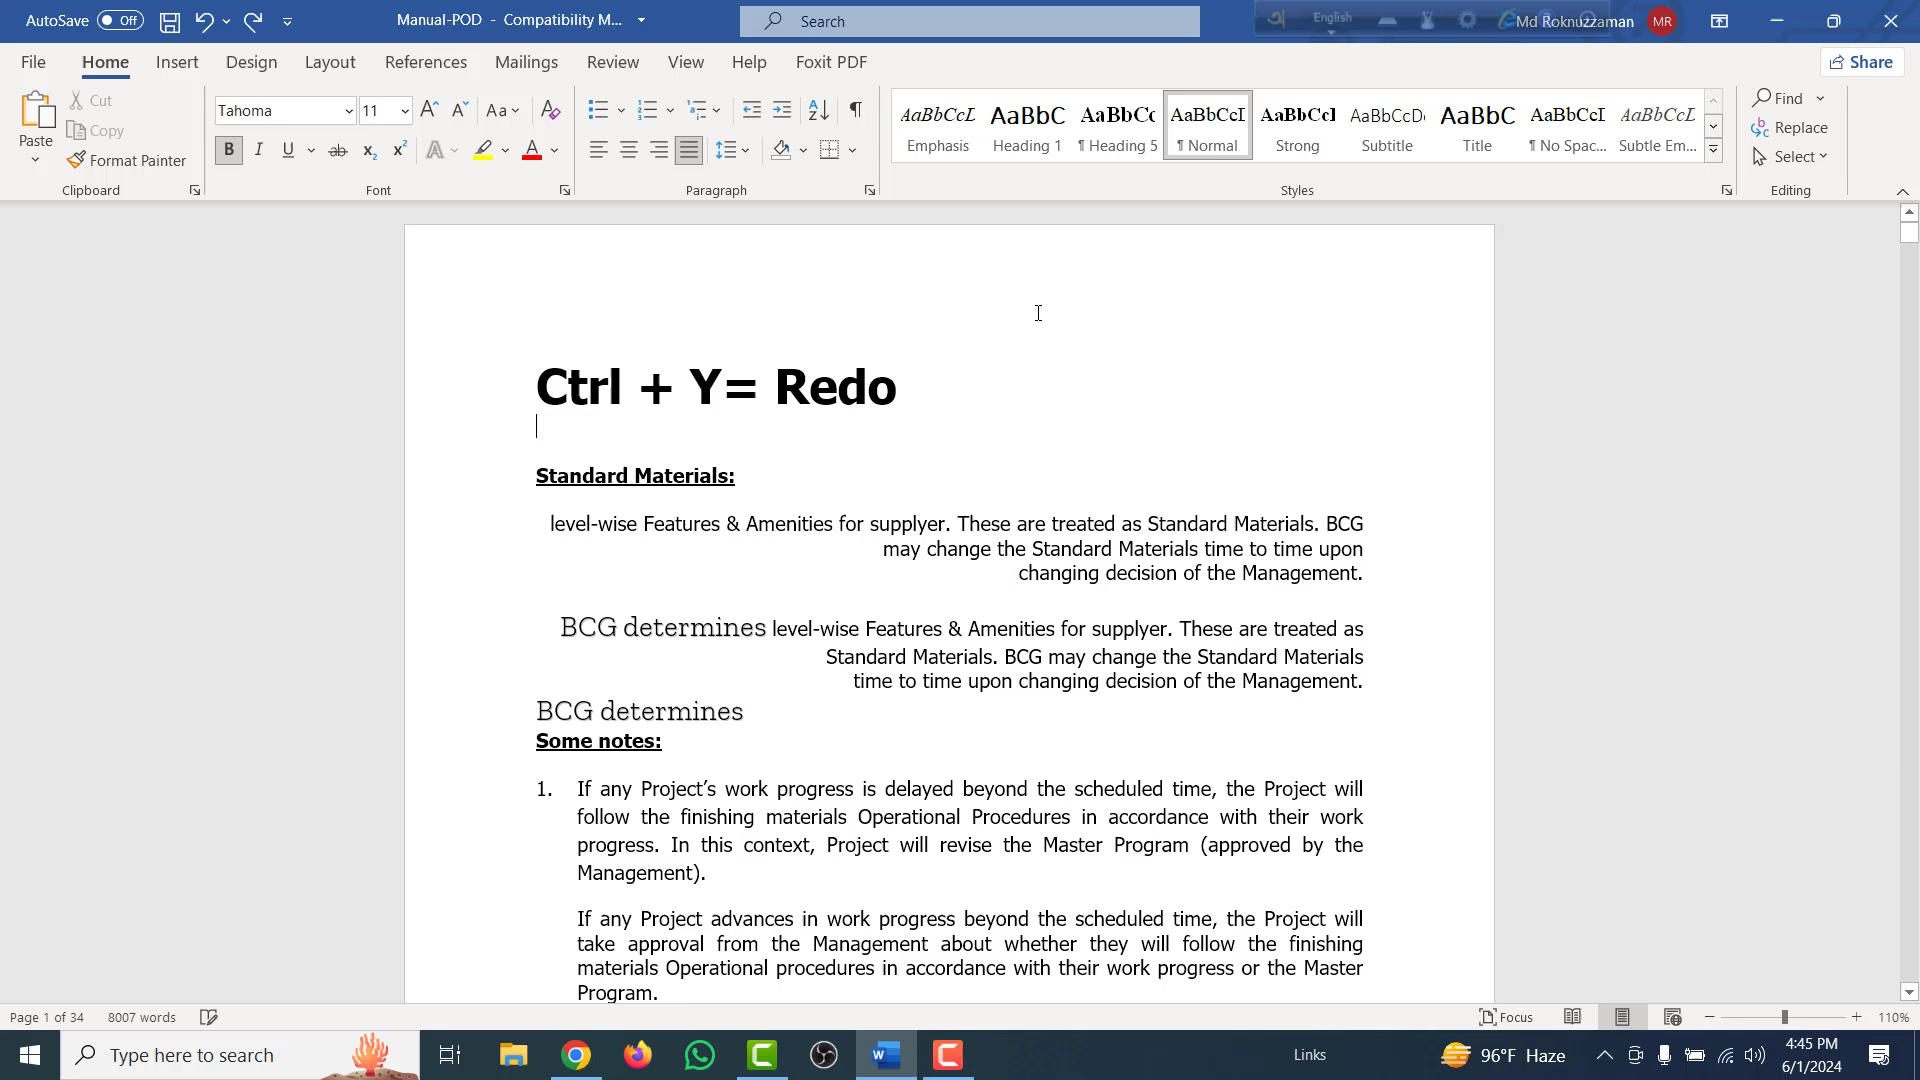 AutoSave Off Manual-POD - Compatibility M... Search English Md Roknuzzaman MR
File Home Insert Design Layout References Mailings Review View Help Foxit PDF Share
Paste
Cut
Copy
Format Painter
Clipboard
Tahoma 11
Aa
B I U ab x₂ x² A A
Font
Paragraph
AaBbCcL AaBbC AaBbCc AaBbCcI AaBbCcI AaBbCcDc AaBbC AaBbCcI AaBbCcL
Emphasis Heading 1 ¶ Heading 5 ¶ Normal Strong Subtitle Title ¶ No Spac... Subtle Em...
Styles
Find
Replace
Select
Editing
Ctrl + Y= Redo
Standard Materials:
level-wise Features & Amenities for supplyer. These are treated as Standard Materials. BCG
may change the Standard Materials time to time upon
changing decision of the Management.
BCG determines level-wise Features & Amenities for supplyer. These are treated as
Standard Materials. BCG may change the Standard Materials
time to time upon changing decision of the Management.
BCG determines
Some notes:
1. If any Project’s work progress is delayed beyond the scheduled time, the Project will
follow the finishing materials Operational Procedures in accordance with their work
progress. In this context, Project will revise the Master Program (approved by the
Management).
If any Project advances in work progress beyond the scheduled time, the Project will
take approval from the Management about whether they will follow the finishing
materials Operational procedures in accordance with their work progress or the Master
Program.
Page 1 of 34 8007 words Focus 110%
Type here to search Links 96°F Haze 4:45 PM
6/1/2024